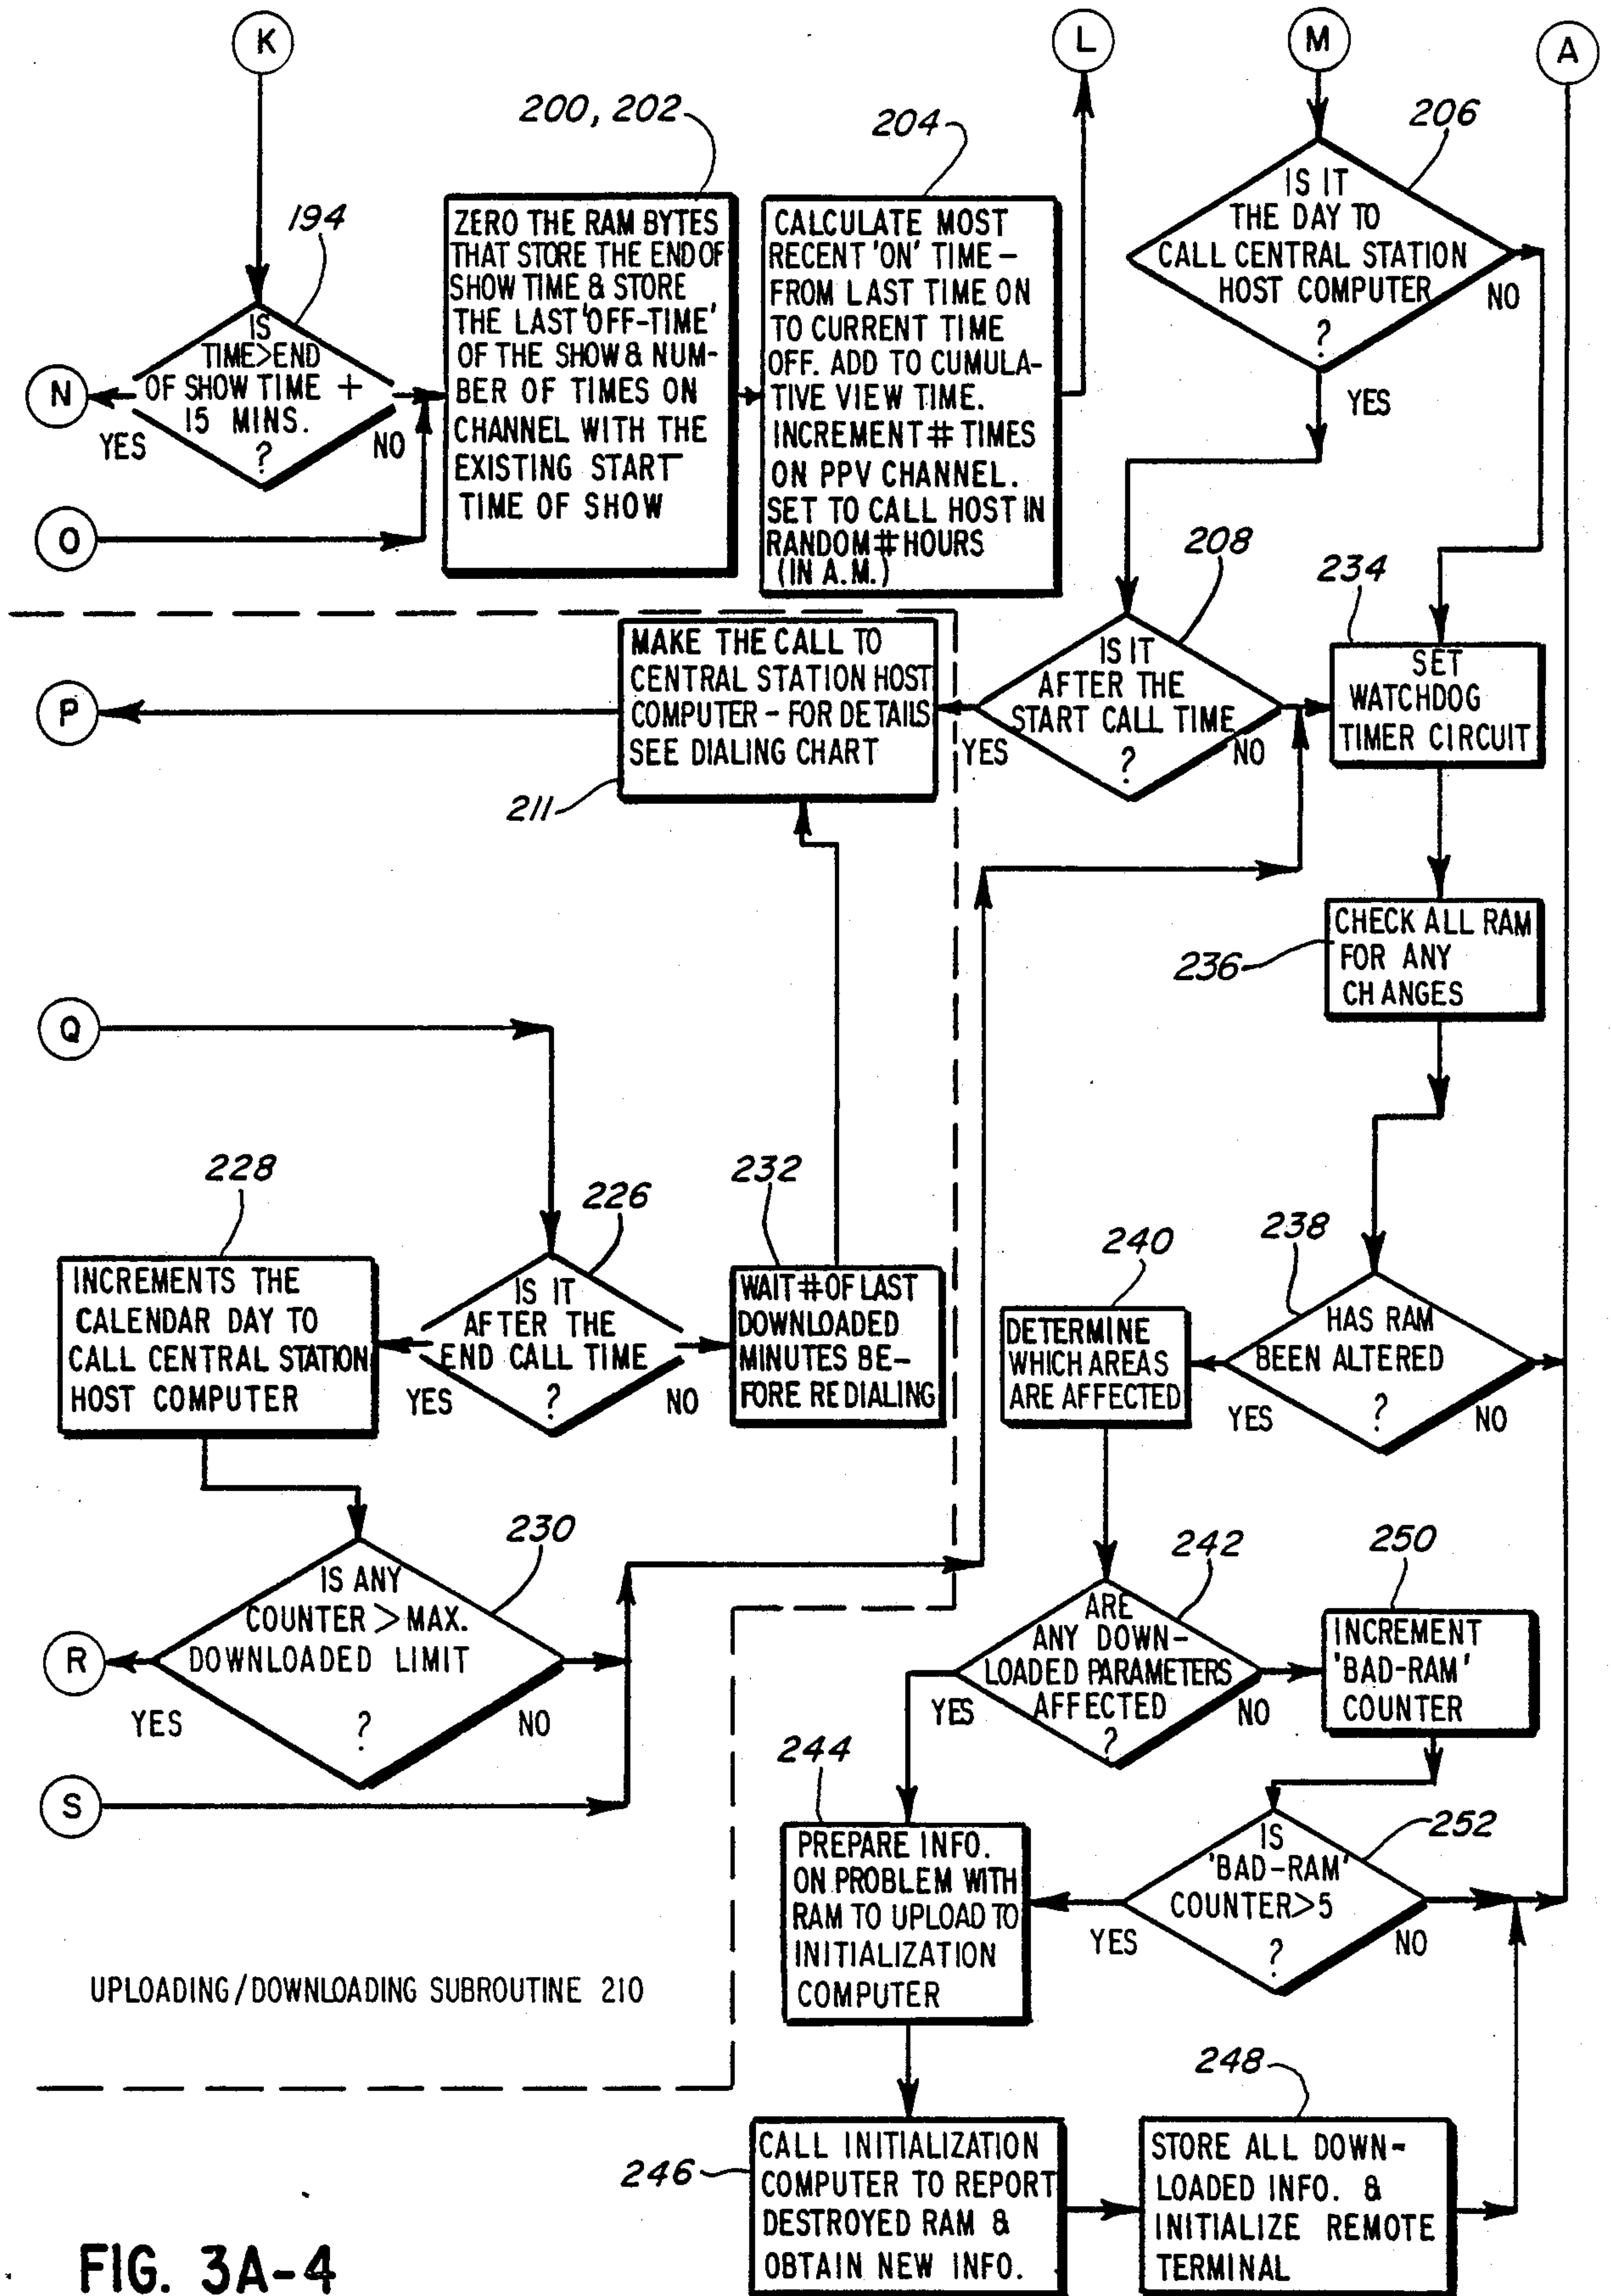 K
L
M
A
200, 202
204
206
194
IS
TIME>END
OF SHOW TIME +
15 MINS.
?
YES
NO
N
O
ZERO THE RAM BYTES
THAT STORE THE END OF
SHOW TIME & STORE
THE LAST 'OFF-TIME'
OF THE SHOW & NUM-
BER OF TIMES ON
CHANNEL WITH THE
EXISTING START
TIME OF SHOW
CALCULATE MOST
RECENT 'ON' TIME -
FROM LAST TIME ON
TO CURRENT TIME
OFF. ADD TO CUMULA-
TIVE VIEW TIME.
INCREMENT # TIMES
ON PPV CHANNEL.
SET TO CALL HOST IN
RANDOM # HOURS
(IN A.M.)
IS IT
THE DAY TO
CALL CENTRAL STATION
HOST COMPUTER
?
NO
YES
208
234
MAKE THE CALL TO
CENTRAL STATION HOST
COMPUTER - FOR DETAILS
SEE DIALING CHART
211
P
IS IT
AFTER THE
START CALL TIME
?
YES
NO
SET
WATCHDOG
TIMER CIRCUIT
CHECK ALL RAM
FOR ANY
CHANGES
236
Q
228
226
232
INCREMENTS THE
CALENDAR DAY TO
CALL CENTRAL STATION
HOST COMPUTER
IS IT
AFTER THE
END CALL TIME
?
YES
NO
WAIT # OF LAST
DOWNLOADED
MINUTES BE-
FORE REDIALING
240
238
DETERMINE
WHICH AREAS
ARE AFFECTED
HAS RAM
BEEN ALTERED
?
YES
NO
230
IS ANY
COUNTER > MAX.
DOWNLOADED LIMIT
?
YES
NO
R
S
242
250
ARE
ANY DOWN-
LOADED PARAMETERS
AFFECTED
?
YES
NO
INCREMENT
'BAD-RAM'
COUNTER
244
252
PREPARE INFO.
ON PROBLEM WITH
RAM TO UPLOAD TO
INITIALIZATION
COMPUTER
IS
'BAD-RAM'
COUNTER>5
?
YES
NO
UPLOADING/DOWNLOADING SUBROUTINE 210
248
246
CALL INITIALIZATION
COMPUTER TO REPORT
DESTROYED RAM &
OBTAIN NEW INFO.
STORE ALL DOWN-
LOADED INFO. &
INITIALIZE REMOTE
TERMINAL
FIG. 3A-4